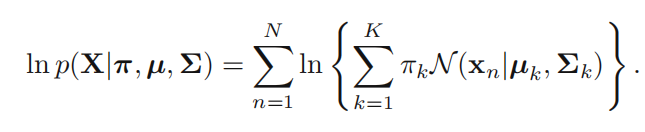 ln p(X|π, μ, Σ) = ∑_{n=1}^{N} ln { ∑_{k=1}^{K} π_k 𝒩(x_n|μ_k, Σ_k) } .